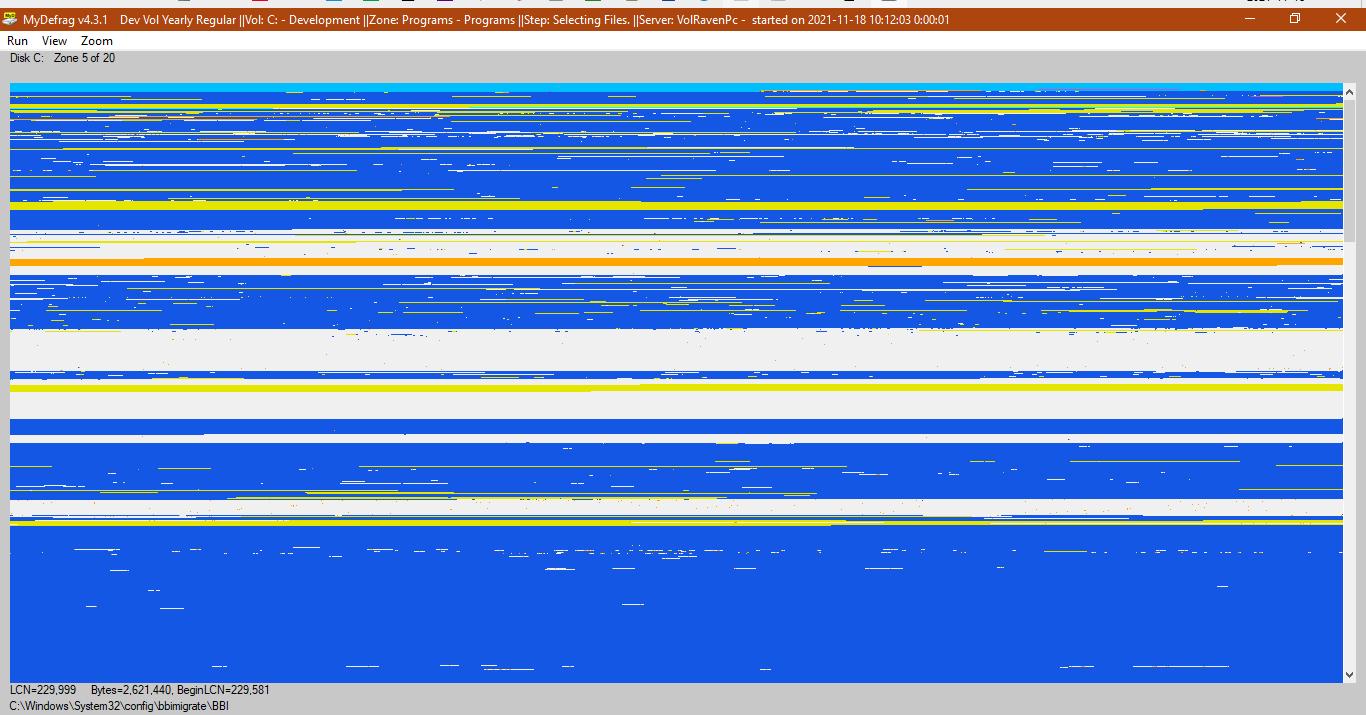 MyDefrag v4.3.1 Dev Vol Yearly Regular ||Vol: C: - Development ||Zone: Programs - Programs ||Step: Selecting Files. ||Server: VolRavenPc - started on 2021-11-18 10:12:03 0:00:01
Run View Zoom
Disk C: Zone 5 of 20
LCN=229,999 Bytes=2,621,440, BeginLCN=229,581
C:\Windows\System32\config\bbimigrate\BBI